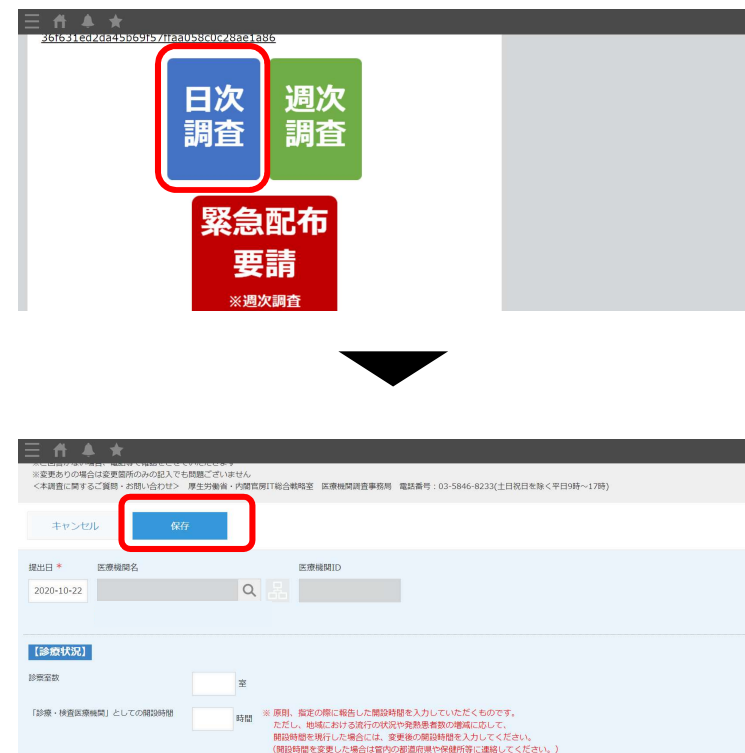 36f631ed2da45b69f57ffaa058c0c28ae1a86
日次
調査
週次
調査
緊急配布
要請
※週次調査
※変更ありの場合は変更箇所のみの記入でも問題ございません
<本調査に関するご質問・お問い合わせ> 厚生労働省・内閣官房IT総合戦略室 医療機関調査事務局 電話番号：03-5846-8233(土日祝日を除く平日9時～17時)
キャンセル 保存
提出日 * 医療機関名 医療機関ID
2020-10-22
【診療状況】
診察室数 室
「診療・検査医療機関」としての開設時間 時間 ※ 原則、指定の際に報告した開設時間を入力していただくものです。
ただし、地域における流行の状況や発熱患者数の増減に応じて、
開設時間を現行した場合には、変更後の開設時間を入力してください。
（開設時間を変更した場合は管内の都道府県や保健所等に連絡してください。）